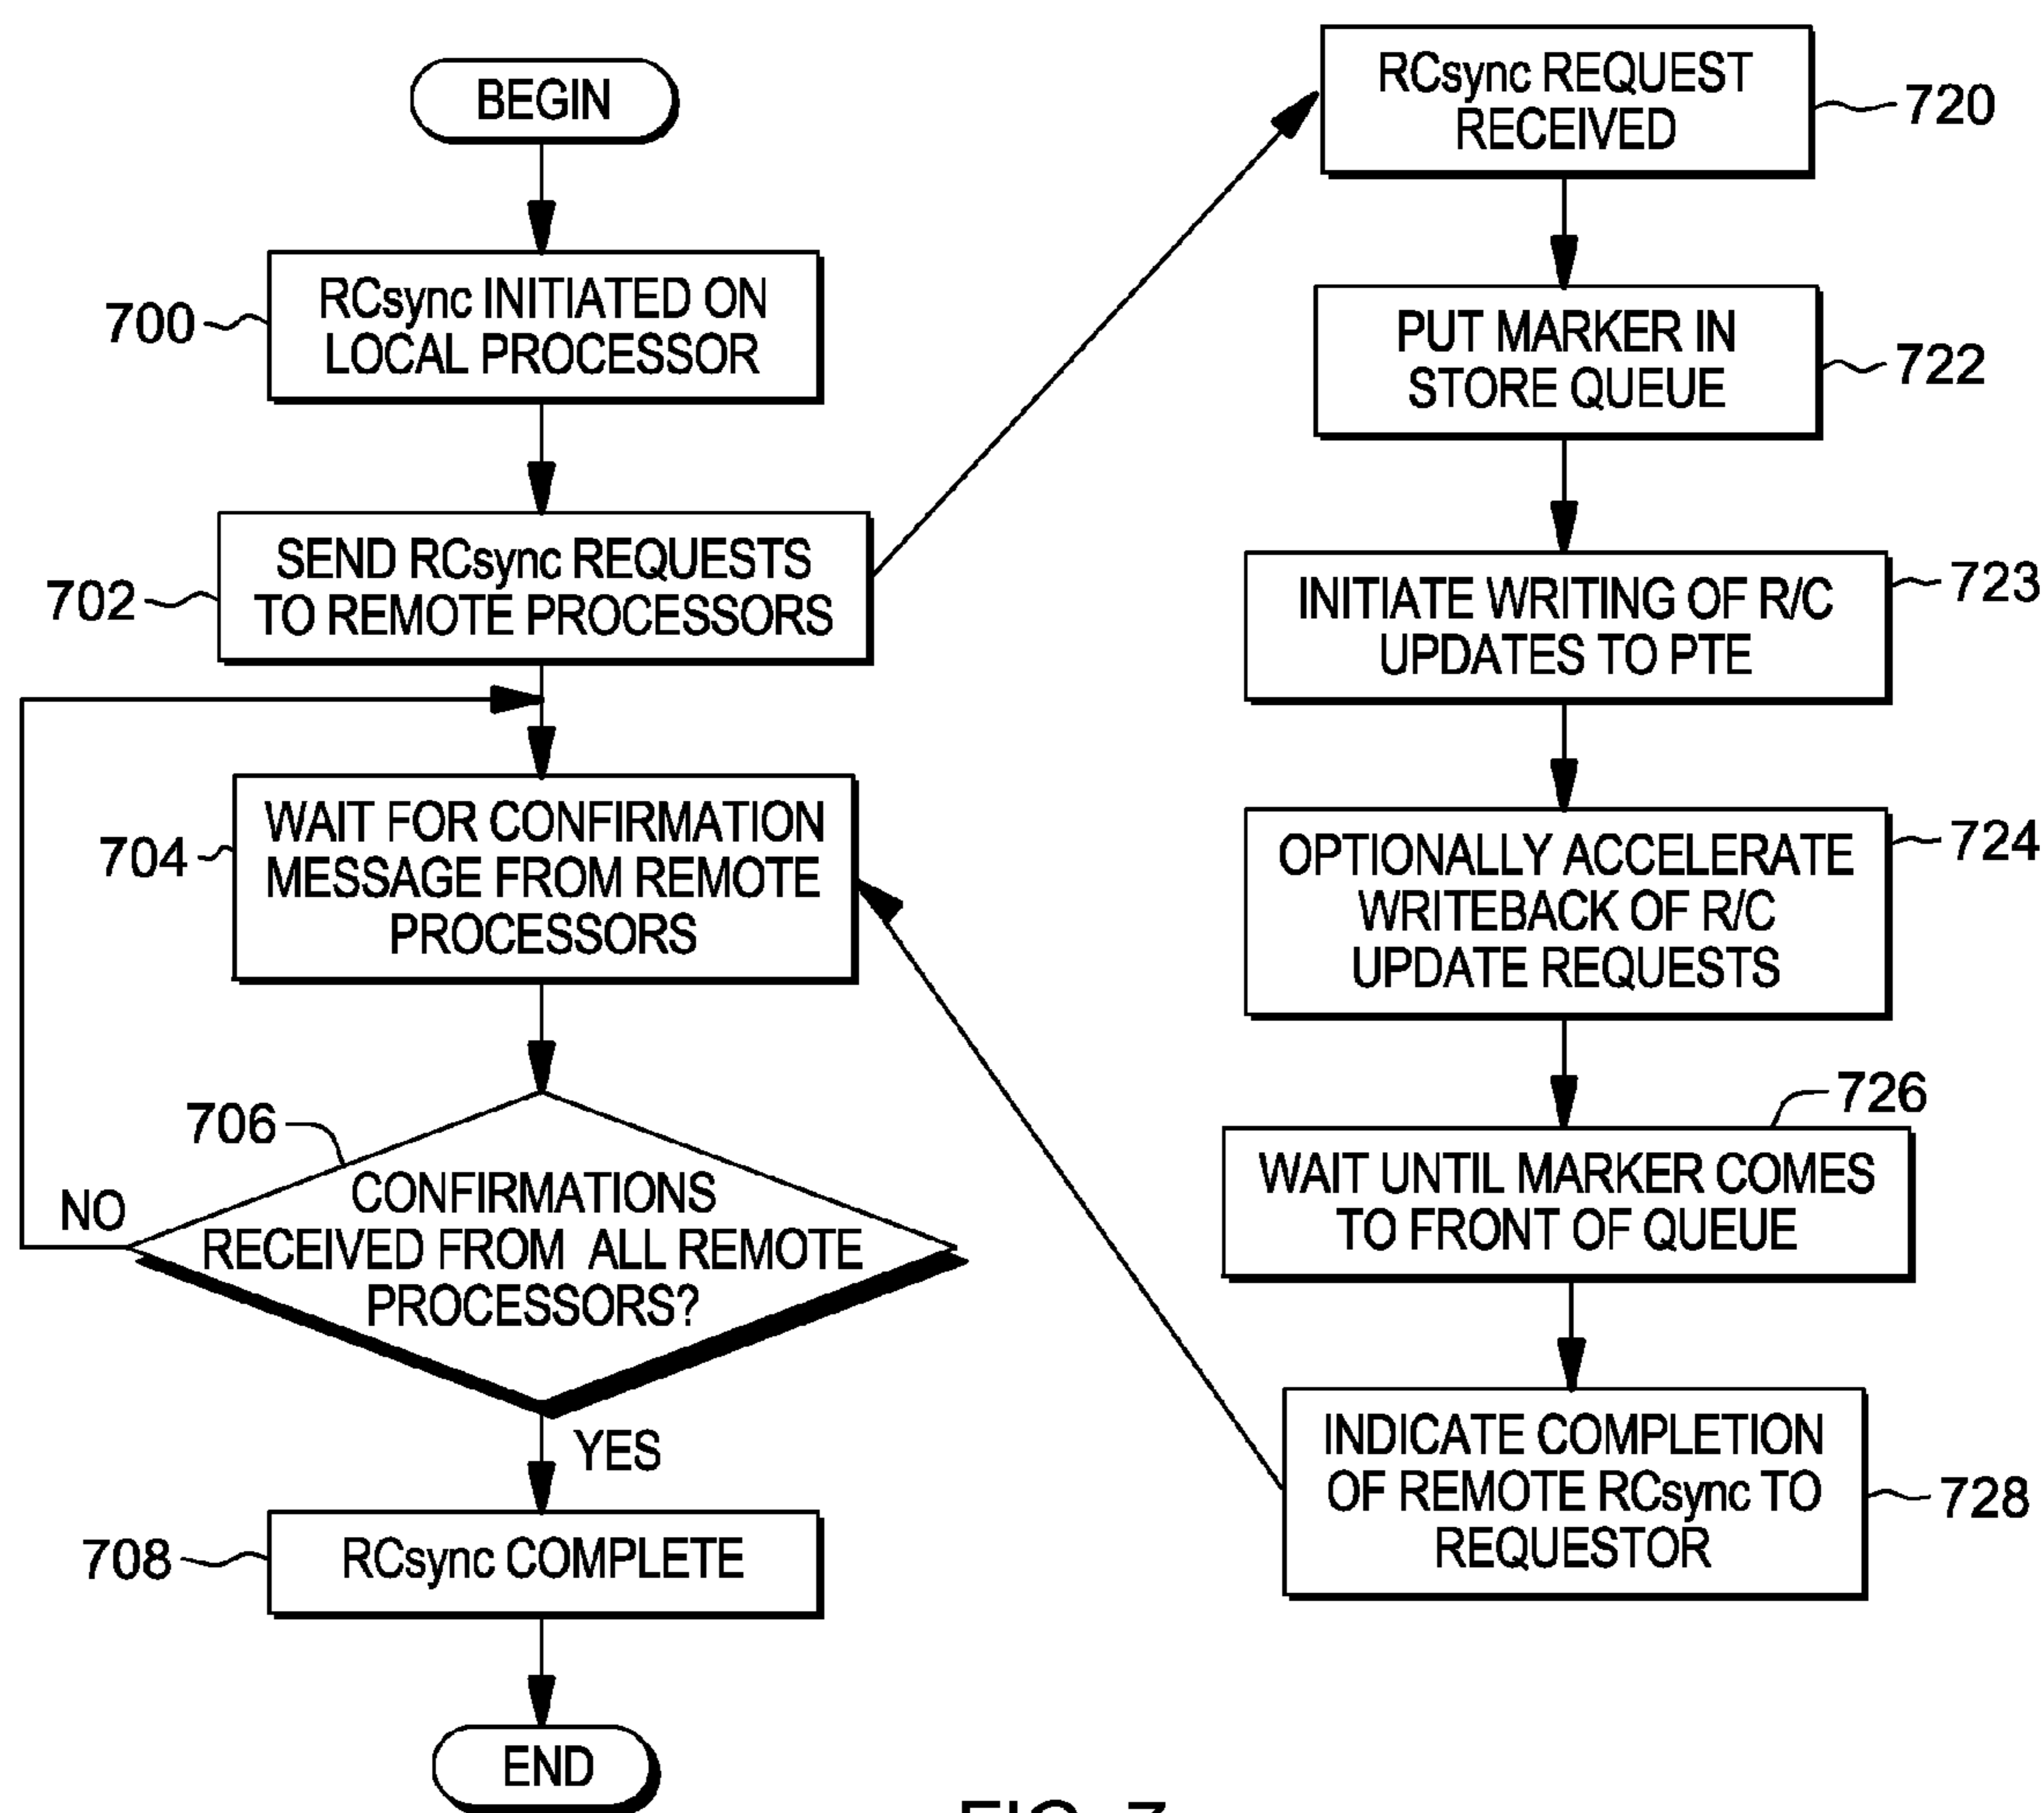 BEGIN
700
RCsync INITIATED ON
LOCAL PROCESSOR
702
SEND RCsync REQUESTS
TO REMOTE PROCESSORS
704
WAIT FOR CONFIRMATION
MESSAGE FROM REMOTE
PROCESSORS
706
CONFIRMATIONS
RECEIVED FROM ALL REMOTE
PROCESSORS?
NO
YES
708
RCsync COMPLETE
END
RCsync REQUEST
RECEIVED
720
PUT MARKER IN
STORE QUEUE
722
INITIATE WRITING OF R/C
UPDATES TO PTE
723
OPTIONALLY ACCELERATE
WRITEBACK OF R/C
UPDATE REQUESTS
724
726
WAIT UNTIL MARKER COMES
TO FRONT OF QUEUE
INDICATE COMPLETION
OF REMOTE RCsync TO
REQUESTOR
728
FIG. 7